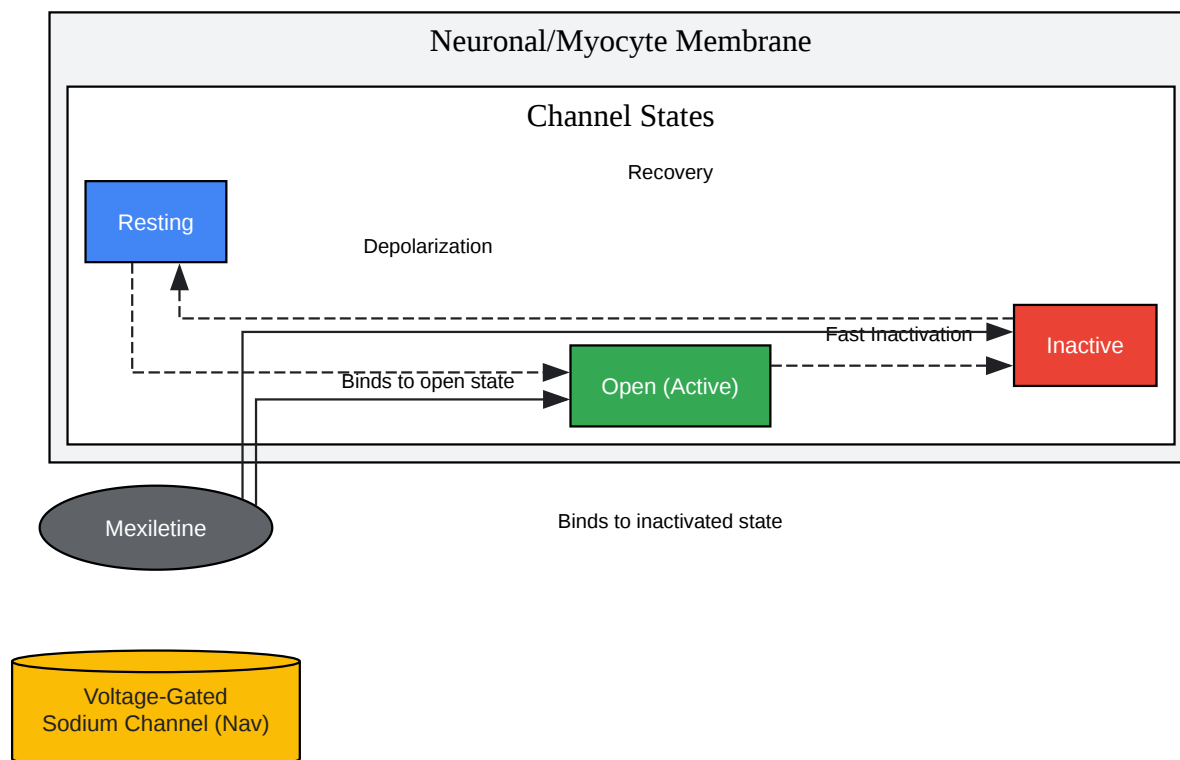 Neuronal/Myocyte Membrane
Channel States
Recovery
Resting
Depolarization
Fast Inactivation
Inactive
Binds to open state
Open (Active)
Mexiletine
Binds to inactivated state
Voltage-Gated
Sodium Channel (Nav)